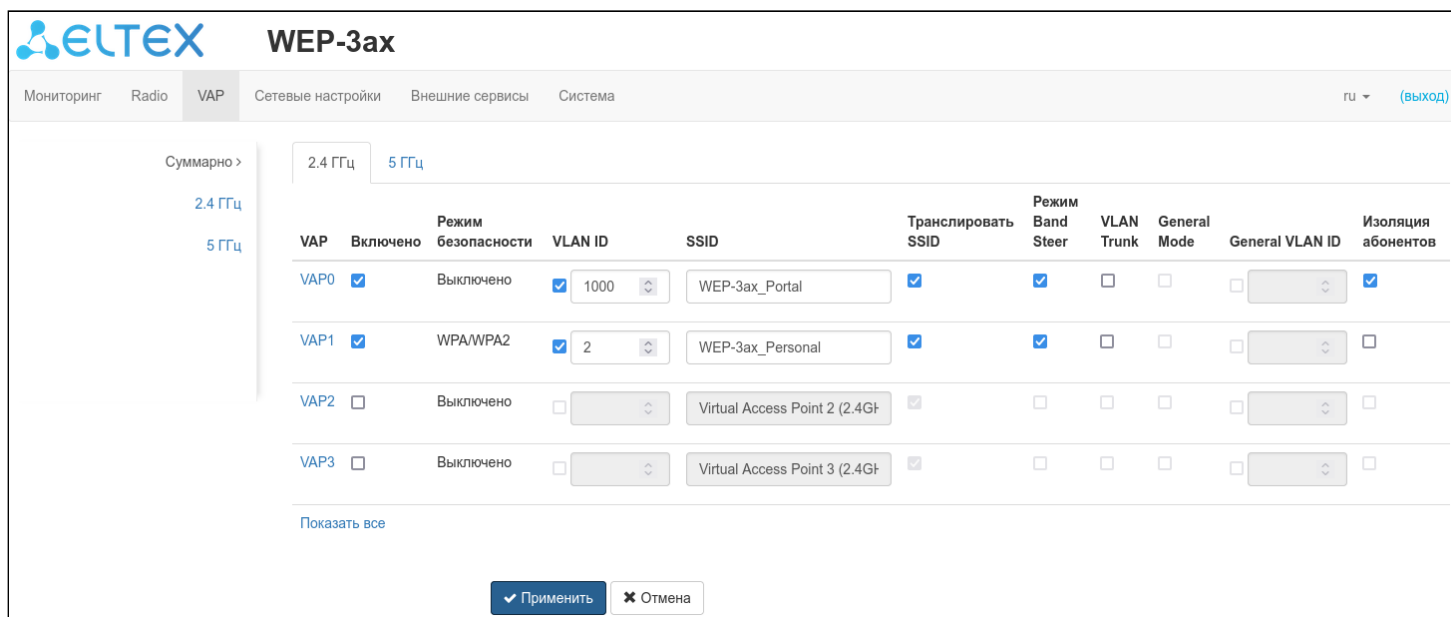 ELTEX WEP-3ax
Мониторинг Radio VAP Сетевые настройки Внешние сервисы Система ru (выход)
Суммарно >
2.4 ГГц
5 ГГц
2.4 ГГц 5 ГГц
VAP Включено Режим безопасности VLAN ID SSID Транслировать SSID Режим Band Steer VLAN Trunk General Mode General VLAN ID Изоляция абонентов
VAP0 Выключено 1000 WEP-3ax_Portal
VAP1 WPA/WPA2 2 WEP-3ax_Personal
VAP2 Выключено Virtual Access Point 2 (2.4GH
VAP3 Выключено Virtual Access Point 3 (2.4GH
Показать все
Применить Отмена